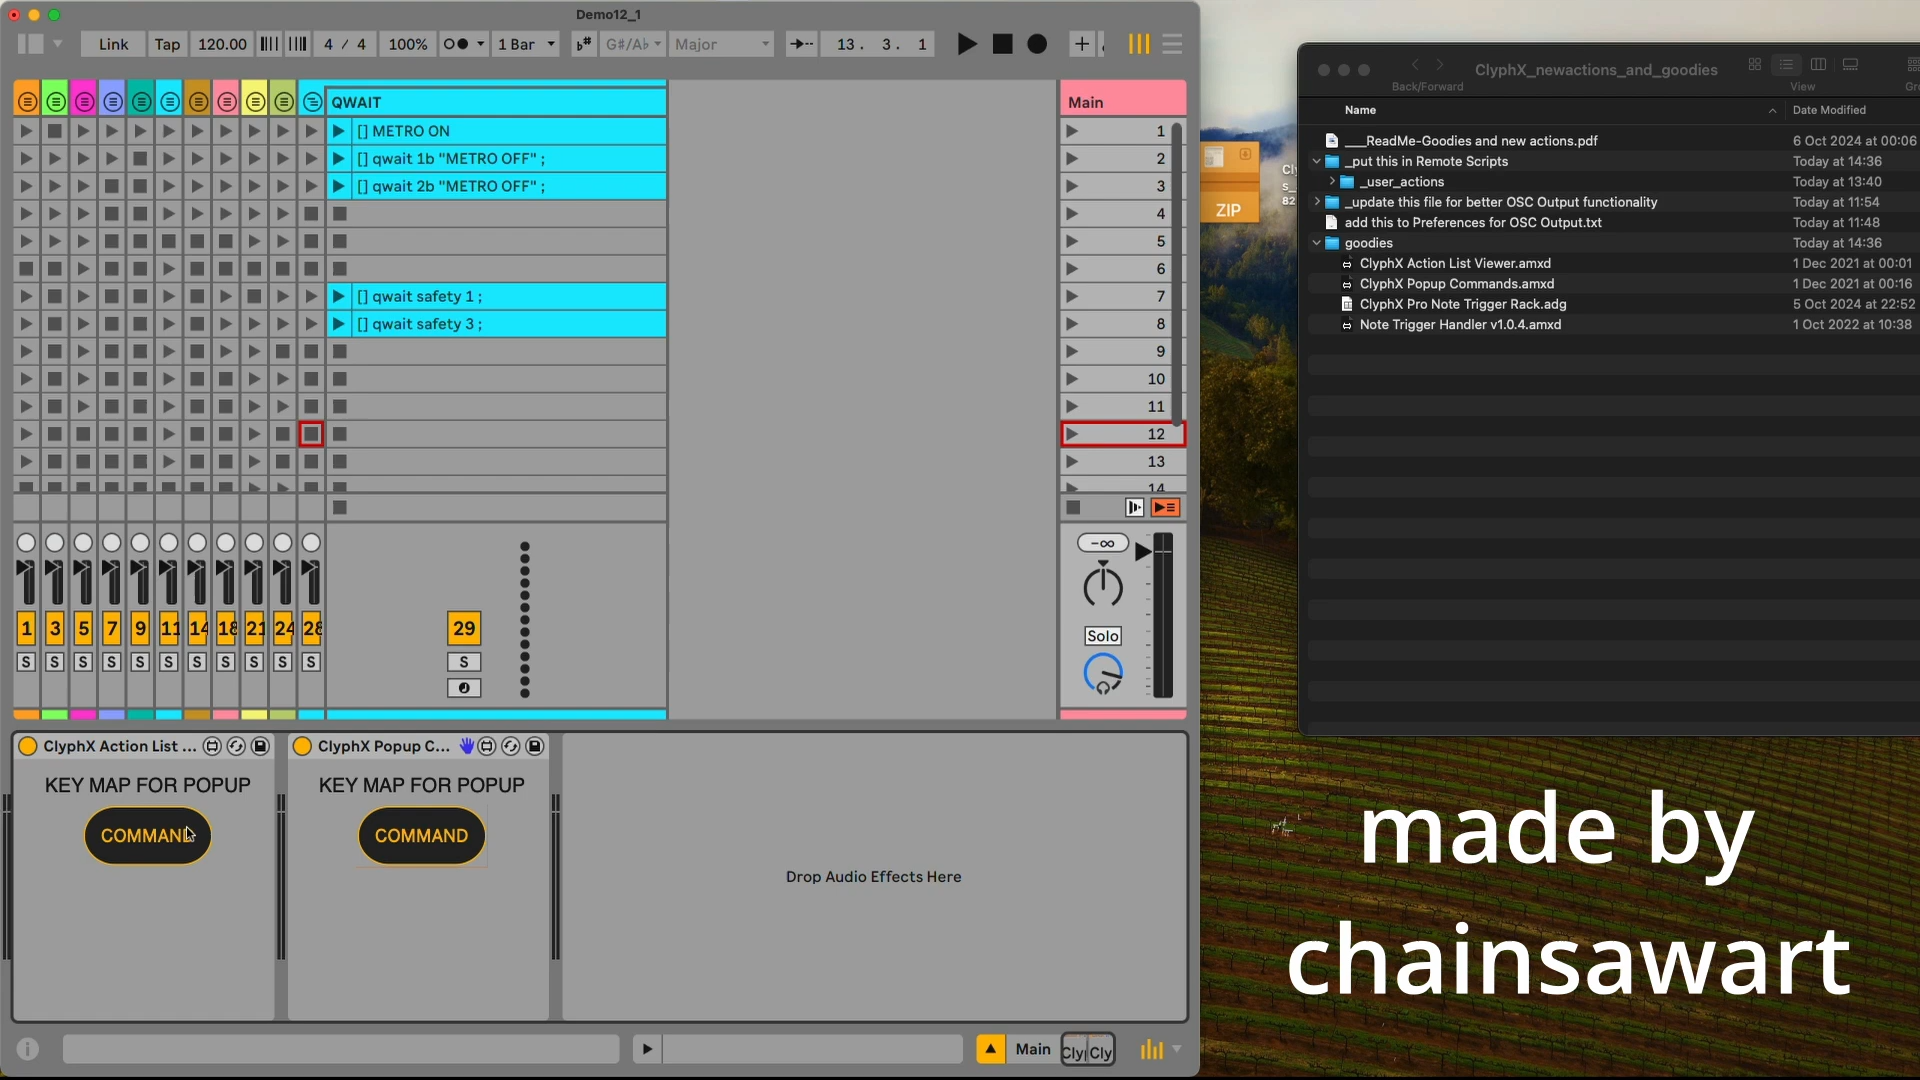 Demo12_1
Link
Tap
120.00
4 / 4
100%
1 Bar
G#/Ab
Major
13. 3. 1
QWAIT
[] METRO ON
[] qwait 1b "METRO OFF" ;
[] qwait 2b "METRO OFF" ;
[] qwait safety 1 ;
[] qwait safety 3 ;
Main
1
2
3
4
5
6
7
8
9
10
11
12
13
14
1 3 5 7 9 11 14 18 21 24 28
29
S S S S S S S S S S S
S
-∞
Solo
ClyphX Action List ...
KEY MAP FOR POPUP
COMMAND
ClyphX Popup C...
KEY MAP FOR POPUP
COMMAND
Drop Audio Effects Here
Main
Cly
Cly
ZIP
82
ClyphX_newactions_and_goodies
Back/Forward
View
Name
Date Modified
___ReadMe-Goodies and new actions.pdf 6 Oct 2024 at 00:06
_put this in Remote Scripts Today at 14:36
_user_actions Today at 13:40
_update this file for better OSC Output functionality Today at 11:54
add this to Preferences for OSC Output.txt Today at 11:48
goodies Today at 14:36
ClyphX Action List Viewer.amxd 1 Dec 2021 at 00:01
ClyphX Popup Commands.amxd 1 Dec 2021 at 00:16
ClyphX Pro Note Trigger Rack.adg 5 Oct 2024 at 22:52
Note Trigger Handler v1.0.4.amxd 1 Oct 2022 at 10:38
made by
chainsawart